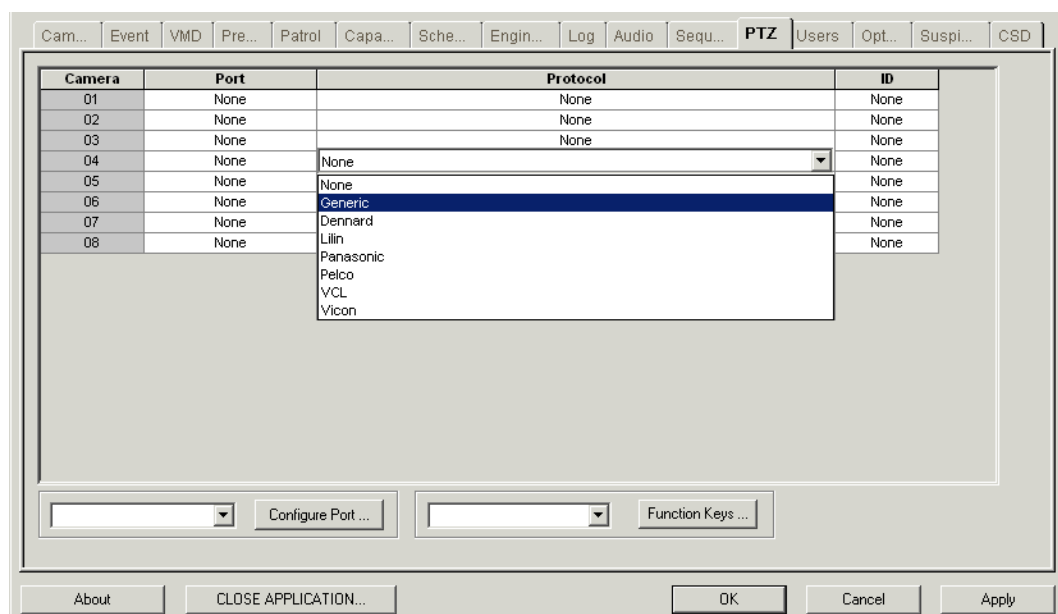 Cam... Event VMD Pre... Patrol Capa... Sche... Engin... Log Audio Sequ... PTZ Users Opt... Suspi... CSD
Camera Port Protocol ID
01 None None None
02 None None None
03 None None None
04 None None None
05 None None None
06 None Generic None
07 None Dennard None
08 None Lilin None
Panasonic
Pelco
VCL
Vicon
Configure Port ... Function Keys ...
About CLOSE APPLICATION... OK Cancel Apply